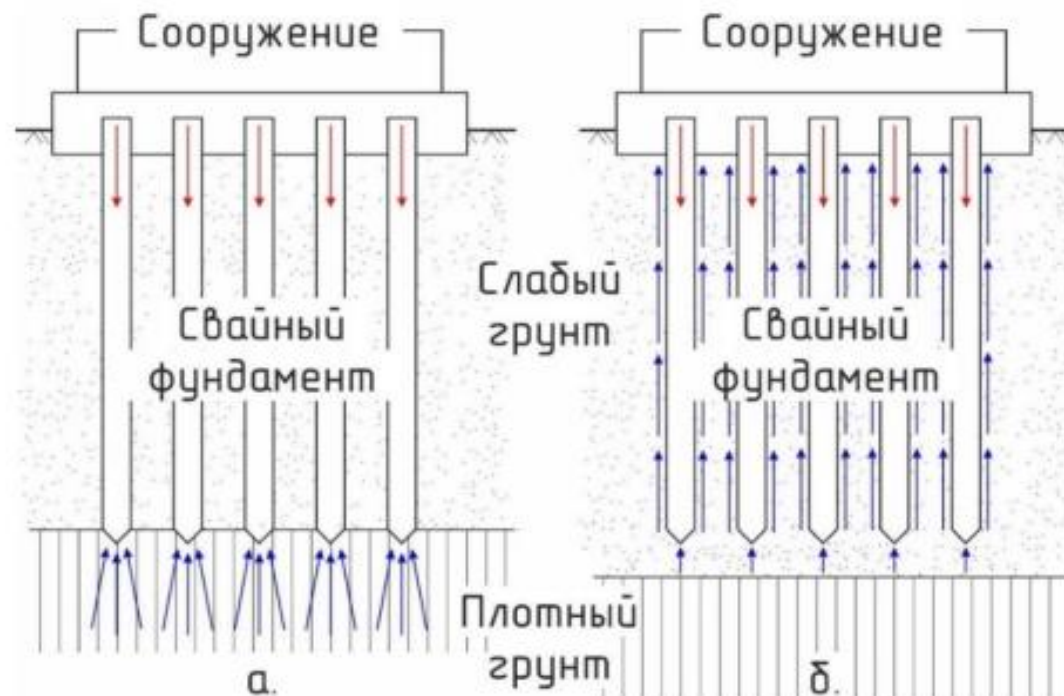 Сооружение
Сооружение
Свайный
фундамент
Слабый
грунт
Свайный
фундамент
Плотный
грунт
а.
б.